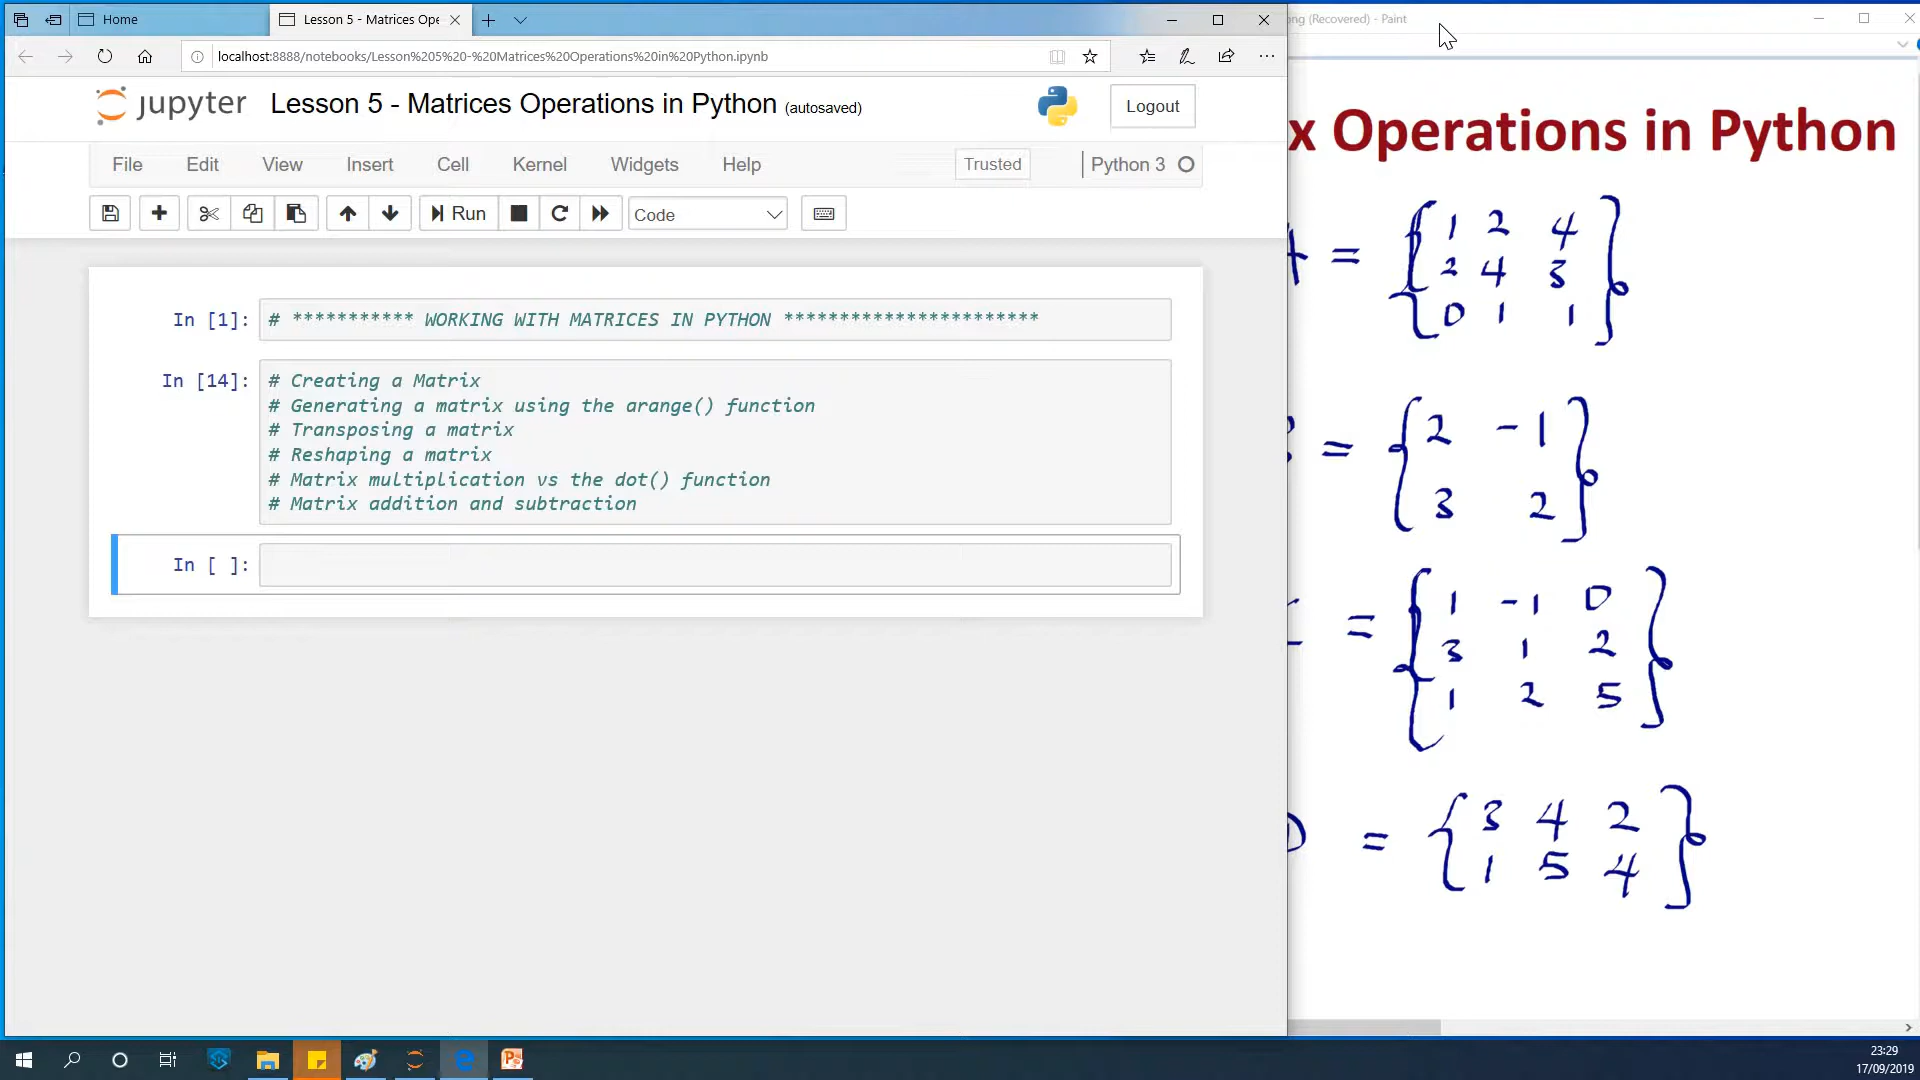 Home
Lesson 5 - Matrices Ope
localhost:8888/notebooks/Lesson%205%20-%20Matrices%20Operations%20in%20Python.ipynb
jupyter Lesson 5 - Matrices Operations in Python (autosaved)
Logout
File Edit View Insert Cell Kernel Widgets Help
Trusted
Python 3
Run
Code
In [1]:
# *********** WORKING WITH MATRICES IN PYTHON ***********************
In [14]:
# Creating a Matrix
# Generating a matrix using the arange() function
# Transposing a matrix
# Reshaping a matrix
# Matrix multiplication vs the dot() function
# Matrix addition and subtraction
In [ ]:
ong (Recovered) - Paint
x Operations in Python
A =
1 2 4
2 4 3
0 1 1
=
2 -1
3 2
=
1 -1 0
3 1 2
1 2 5
D =
3 4 2
1 5 4
23:29
17/09/2019